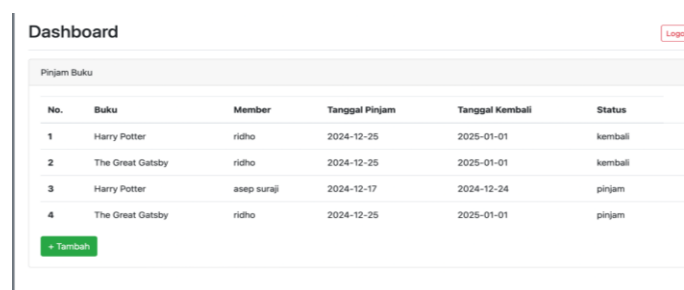 Dashboard
Logo
Pinjam Buku
No. Buku Member Tanggal Pinjam Tanggal Kembali Status
1 Harry Potter ridho 2024-12-25 2025-01-01 kembali
2 The Great Gatsby ridho 2024-12-25 2025-01-01 kembali
3 Harry Potter asep suraji 2024-12-17 2024-12-24 pinjam
4 The Great Gatsby ridho 2024-12-25 2025-01-01 pinjam
+ Tambah